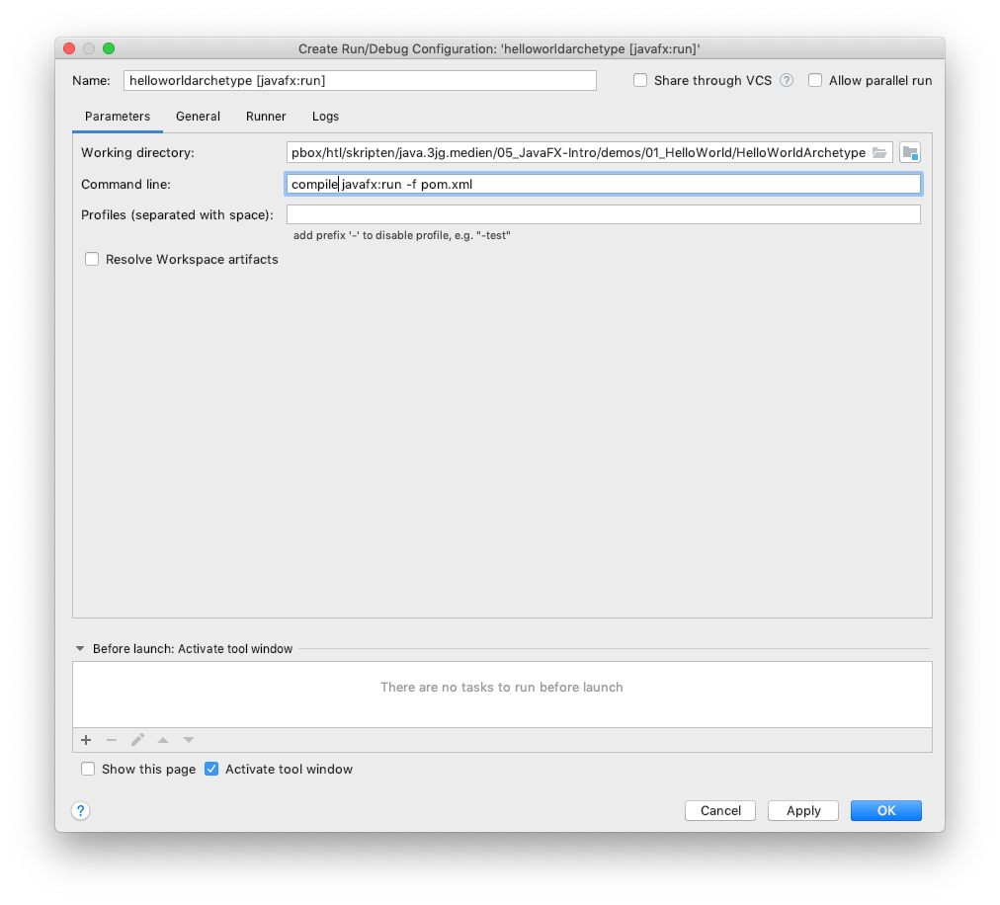 Create Run/Debug Configuration: 'helloworldarchetype [javafx:run]'
Name: helloworldarchetype [javafx:run] Share through VCS ? Allow parallel run
Parameters General Runner Logs
Working directory: pbox/htl/skripten/java.3jg.medien/05_JavaFX-Intro/demos/01_HelloWorld/HelloWorldArchetype
Command line: compile javafx:run -f pom.xml
Profiles (separated with space):
add prefix '-' to disable profile, e.g. "-test"
Resolve Workspace artifacts
Before launch: Activate tool window
There are no tasks to run before launch
Show this page Activate tool window
? Cancel Apply OK